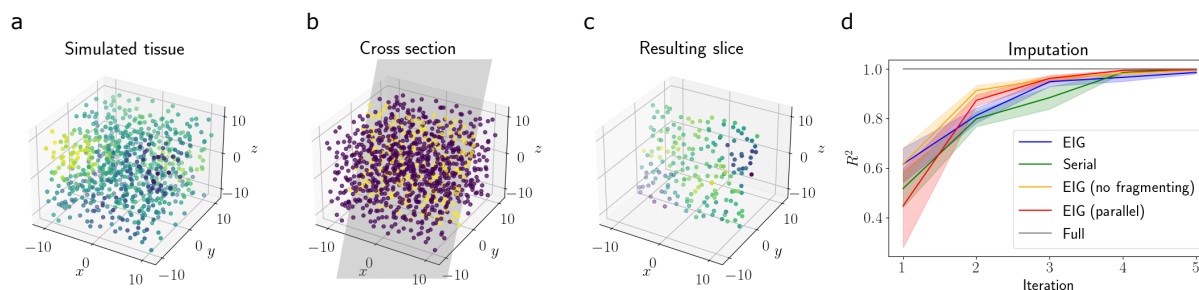 a
Simulated tissue
10
0
−10
z
−10
0
10
x
−10
0
10
y
b
Cross section
10
0
−10
z
−10
0
10
x
−10
0
10
y
c
Resulting slice
10
0
−10
z
−10
0
10
x
−10
0
10
y
d
Imputation
1.0
0.8
0.6
0.4
R²
EIG
Serial
EIG (no fragmenting)
EIG (parallel)
Full
1 2 3 4 5
Iteration